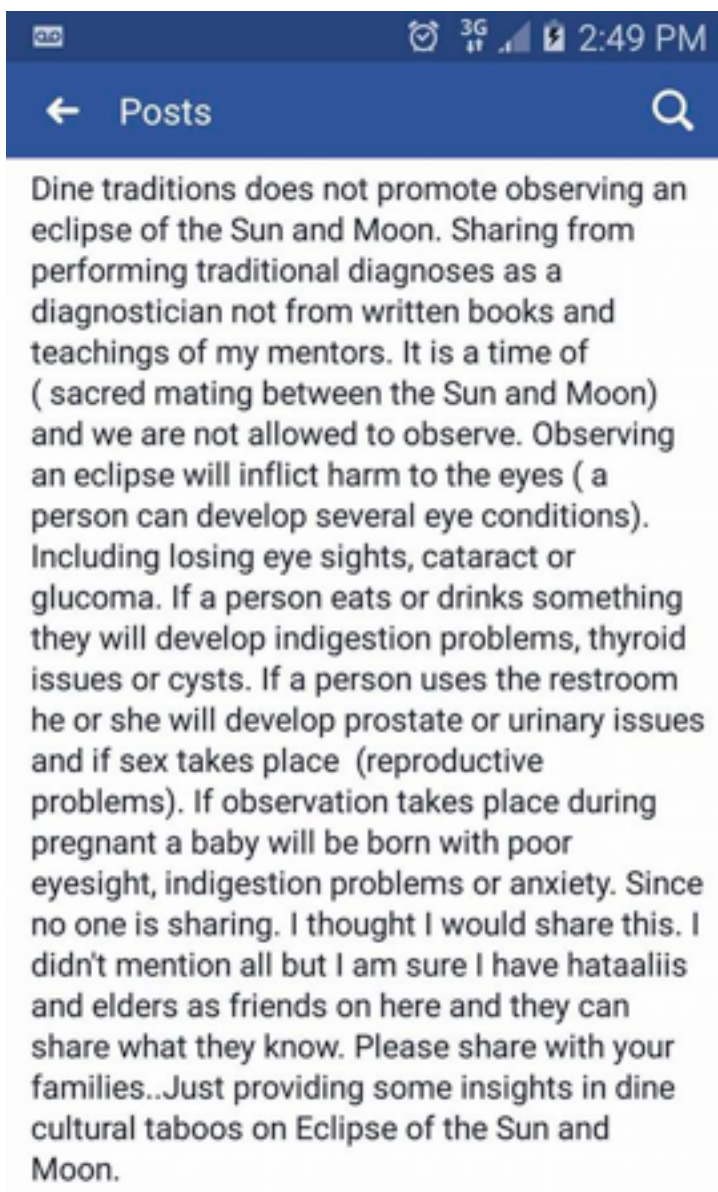 3G 2:49 PM
Posts
Dine traditions does not promote observing an
eclipse of the Sun and Moon. Sharing from
performing traditional diagnoses as a
diagnostician not from written books and
teachings of my mentors. It is a time of
( sacred mating between the Sun and Moon)
and we are not allowed to observe. Observing
an eclipse will inflict harm to the eyes ( a
person can develop several eye conditions).
Including losing eye sights, cataract or
glucoma. If a person eats or drinks something
they will develop indigestion problems, thyroid
issues or cysts. If a person uses the restroom
he or she will develop prostate or urinary issues
and if sex takes place  (reproductive
problems). If observation takes place during
pregnant a baby will be born with poor
eyesight, indigestion problems or anxiety. Since
no one is sharing. I thought I would share this. I
didn't mention all but I am sure I have hataaliis
and elders as friends on here and they can
share what they know. Please share with your
families..Just providing some insights in dine
cultural taboos on Eclipse of the Sun and
Moon.